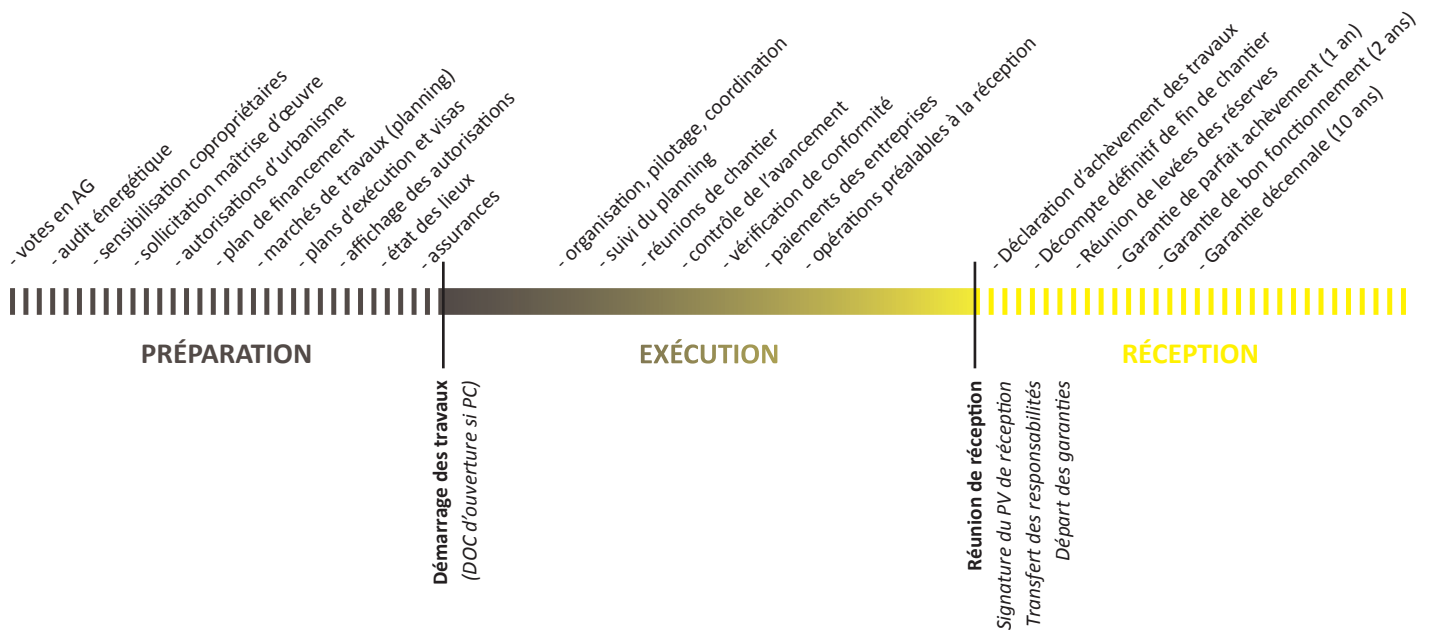 - votes en AG
- audit énergétique
- sensibilisation copropriétaires
- sollicitation maîtrise d'œuvre
- autorisations d'urbanisme
- plan de financement
- marchés de travaux (planning)
- plans d'exécution et visas
- affichage des autorisations
- état des lieux
- assurances
- organisation, pilotage, coordination
- suivi du planning
- réunions de chantier
- contrôle de l'avancement
- vérification de conformité
- paiements des entreprises
- opérations préalables à la réception
- Déclaration d'achèvement des travaux
- Décompte définitif de fin de chantier
- Réunion de levées des réserves
- Garantie de parfait achèvement (1 an)
- Garantie de bon fonctionnement (2 ans)
- Garantie décennale (10 ans)
PRÉPARATION
EXÉCUTION
RÉCEPTION
Démarrage des travaux
(DOC d'ouverture si PC)
Réunion de réception
Signature du PV de réception
Transfert des responsabilités
Départ des garanties